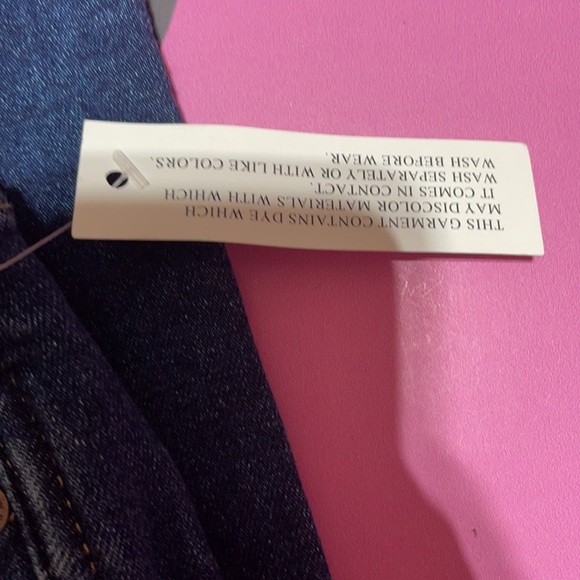 THIS GARMENT CONTAINS DYE WHICH
MAY DISCOLOR MATERIALS WITH WHICH
IT COMES IN CONTACT.
WASH SEPARATELY OR WITH LIKE COLORS.
WASH BEFORE WEAR.